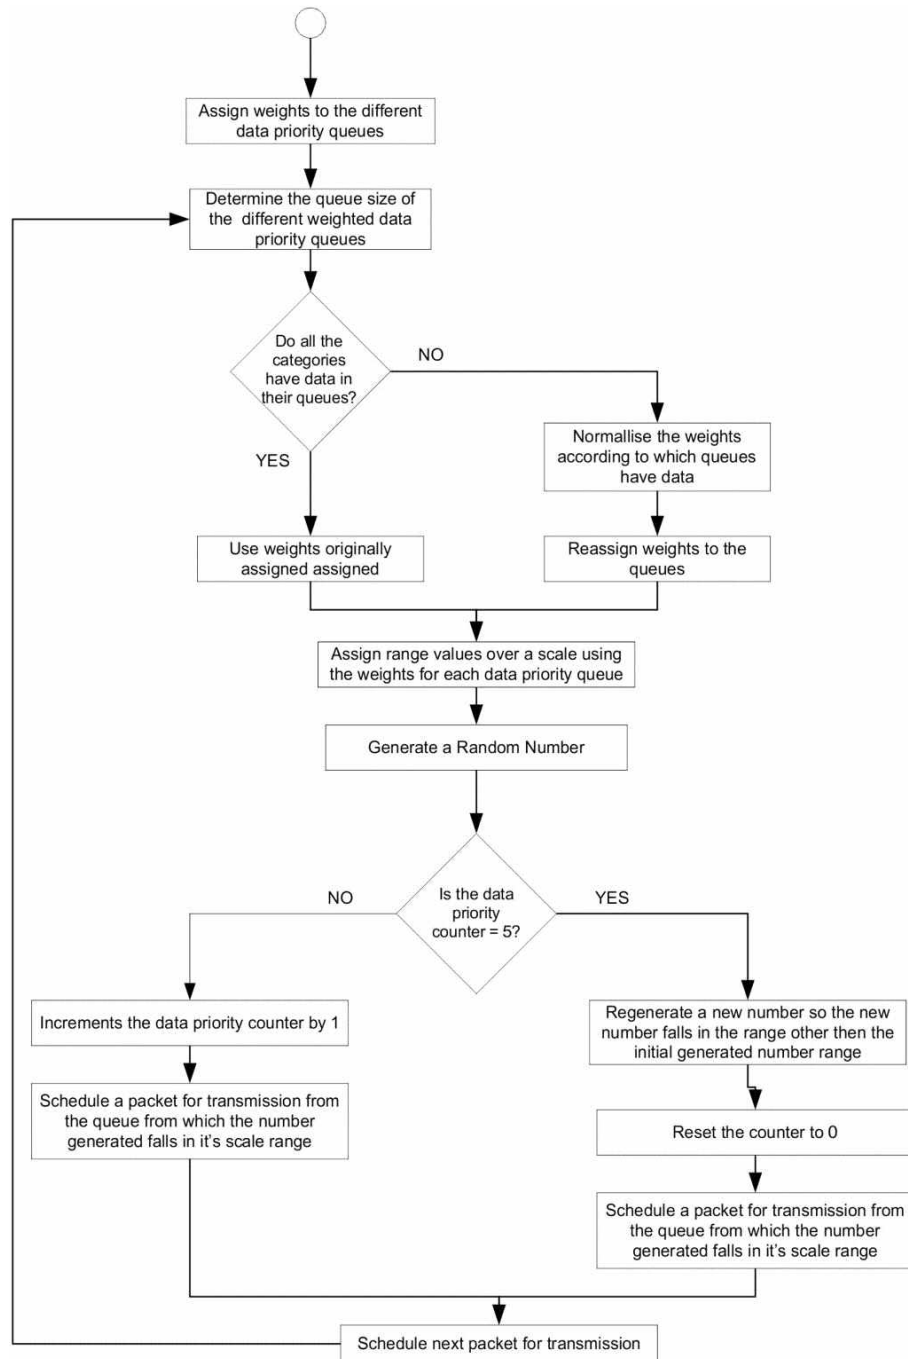 Assign weights to the different
data priority queues
Determine the queue size of
the different weighted data
priority queues
Do all the
categories
have data in
their queues?
NO
YES
Normallise the weights
according to which queues
have data
Use weights originally
assigned assigned
Reassign weights to the
queues
Assign range values over a scale using
the weights for each data priority queue
Generate a Random Number
Is the data
priority
counter = 5?
NO
YES
Increments the data priority counter by 1
Schedule a packet for transmission from
the queue from which the number
generated falls in it's scale range
Regenerate a new number so the new
number falls in the range other then the
initial generated number range
Reset the counter to 0
Schedule a packet for transmission from
the queue from which the number
generated falls in it's scale range
Schedule next packet for transmission